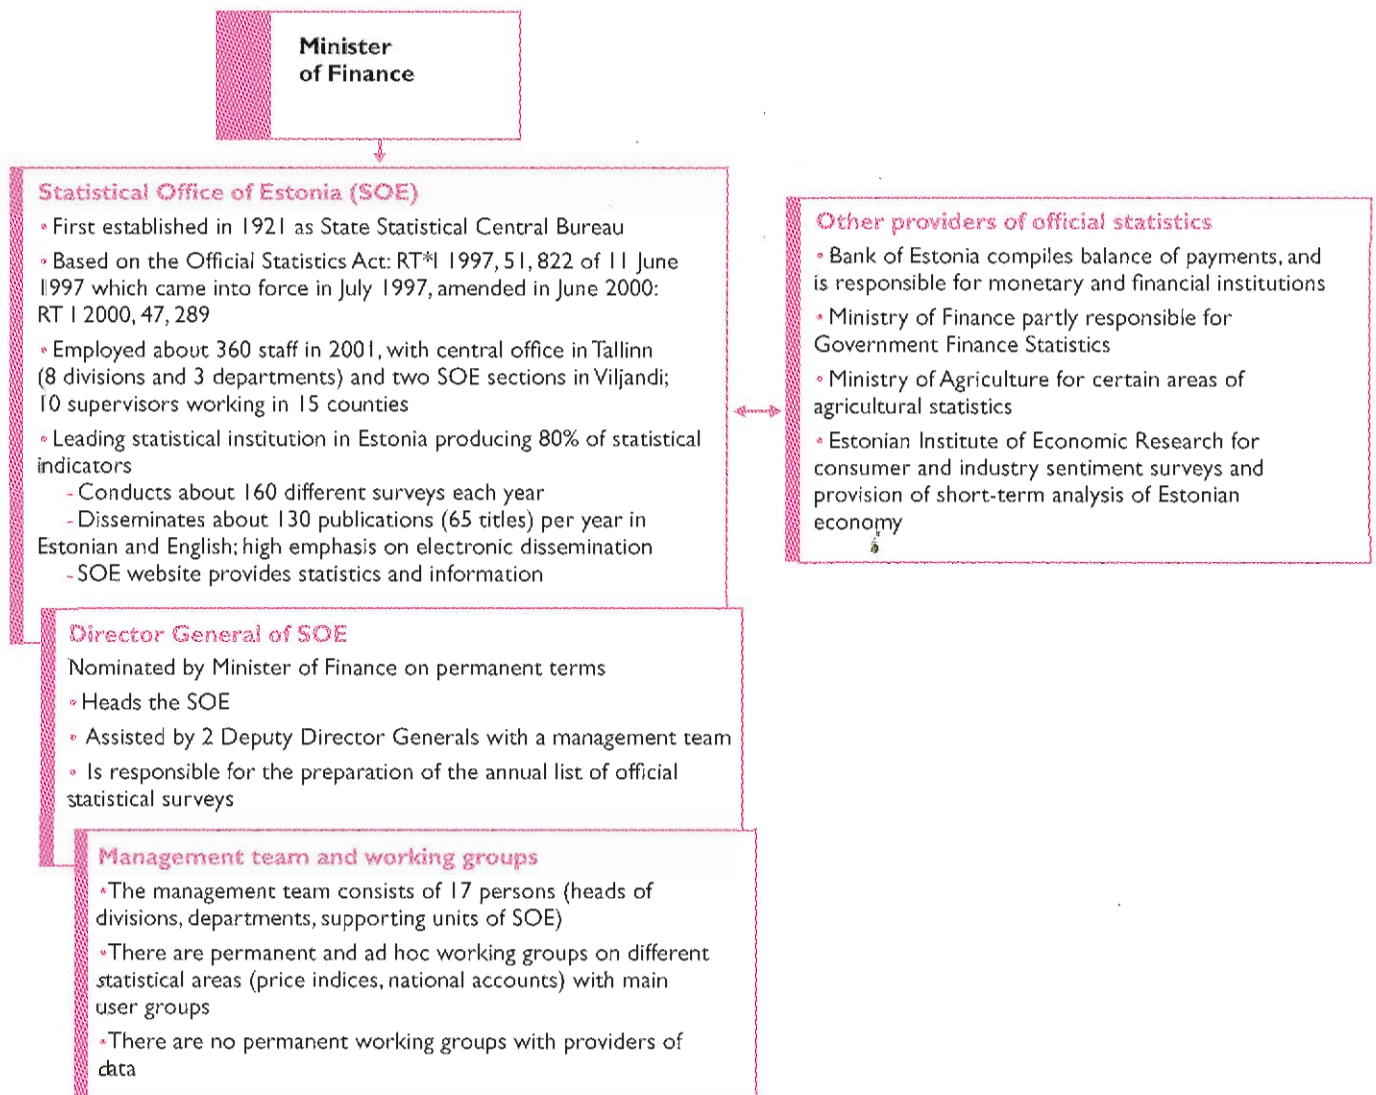 Minister
of Finance
Statistical Office of Estonia (SOE)
• First established in 1921 as State Statistical Central Bureau
• Based on the Official Statistics Act: RT*I 1997, 51, 822 of 11 June
1997 which came into force in July 1997, amended in June 2000:
RT I 2000, 47, 289
• Employed about 360 staff in 2001, with central office in Tallinn
(8 divisions and 3 departments) and two SOE sections in Viljandi;
10 supervisors working in 15 counties
• Leading statistical institution in Estonia producing 80% of statistical
indicators
- Conducts about 160 different surveys each year
- Disseminates about 130 publications (65 titles) per year in
Estonian and English; high emphasis on electronic dissemination
- SOE website provides statistics and information
Other providers of official statistics
• Bank of Estonia compiles balance of payments, and
is responsible for monetary and financial institutions
• Ministry of Finance partly responsible for
Government Finance Statistics
• Ministry of Agriculture for certain areas of
agricultural statistics
• Estonian Institute of Economic Research for
consumer and industry sentiment surveys and
provision of short-term analysis of Estonian
economy
Director General of SOE
Nominated by Minister of Finance on permanent terms
• Heads the SOE
• Assisted by 2 Deputy Director Generals with a management team
• Is responsible for the preparation of the annual list of official
statistical surveys
Management team and working groups
• The management team consists of 17 persons (heads of
divisions, departments, supporting units of SOE)
• There are permanent and ad hoc working groups on different
statistical areas (price indices, national accounts) with main
user groups
• There are no permanent working groups with providers of
data